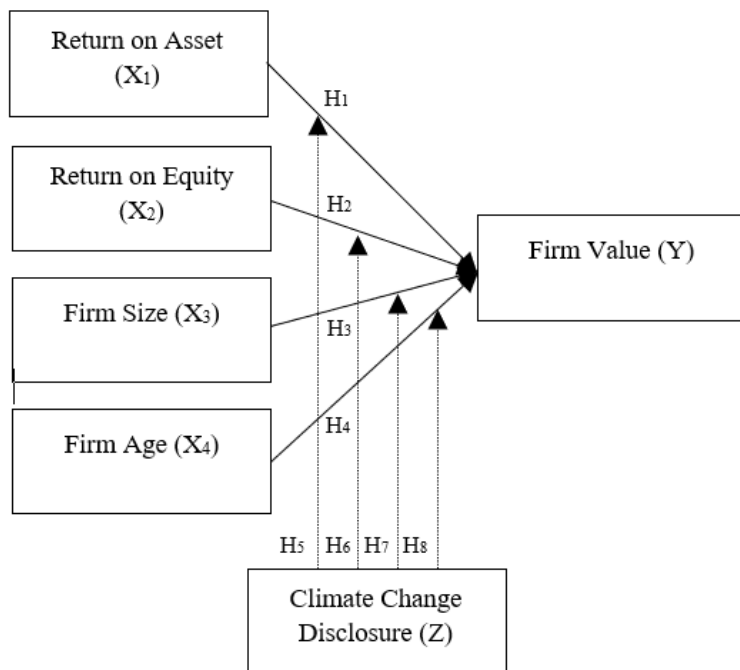 Return on Asset
(X₁)
H₁
Return on Equity
(X₂)
H₂
Firm Value (Y)
Firm Size (X₃)
H₃
Firm Age (X₄)
H₄
H₅ H₆ H₇ H₈
Climate Change
Disclosure (Z)